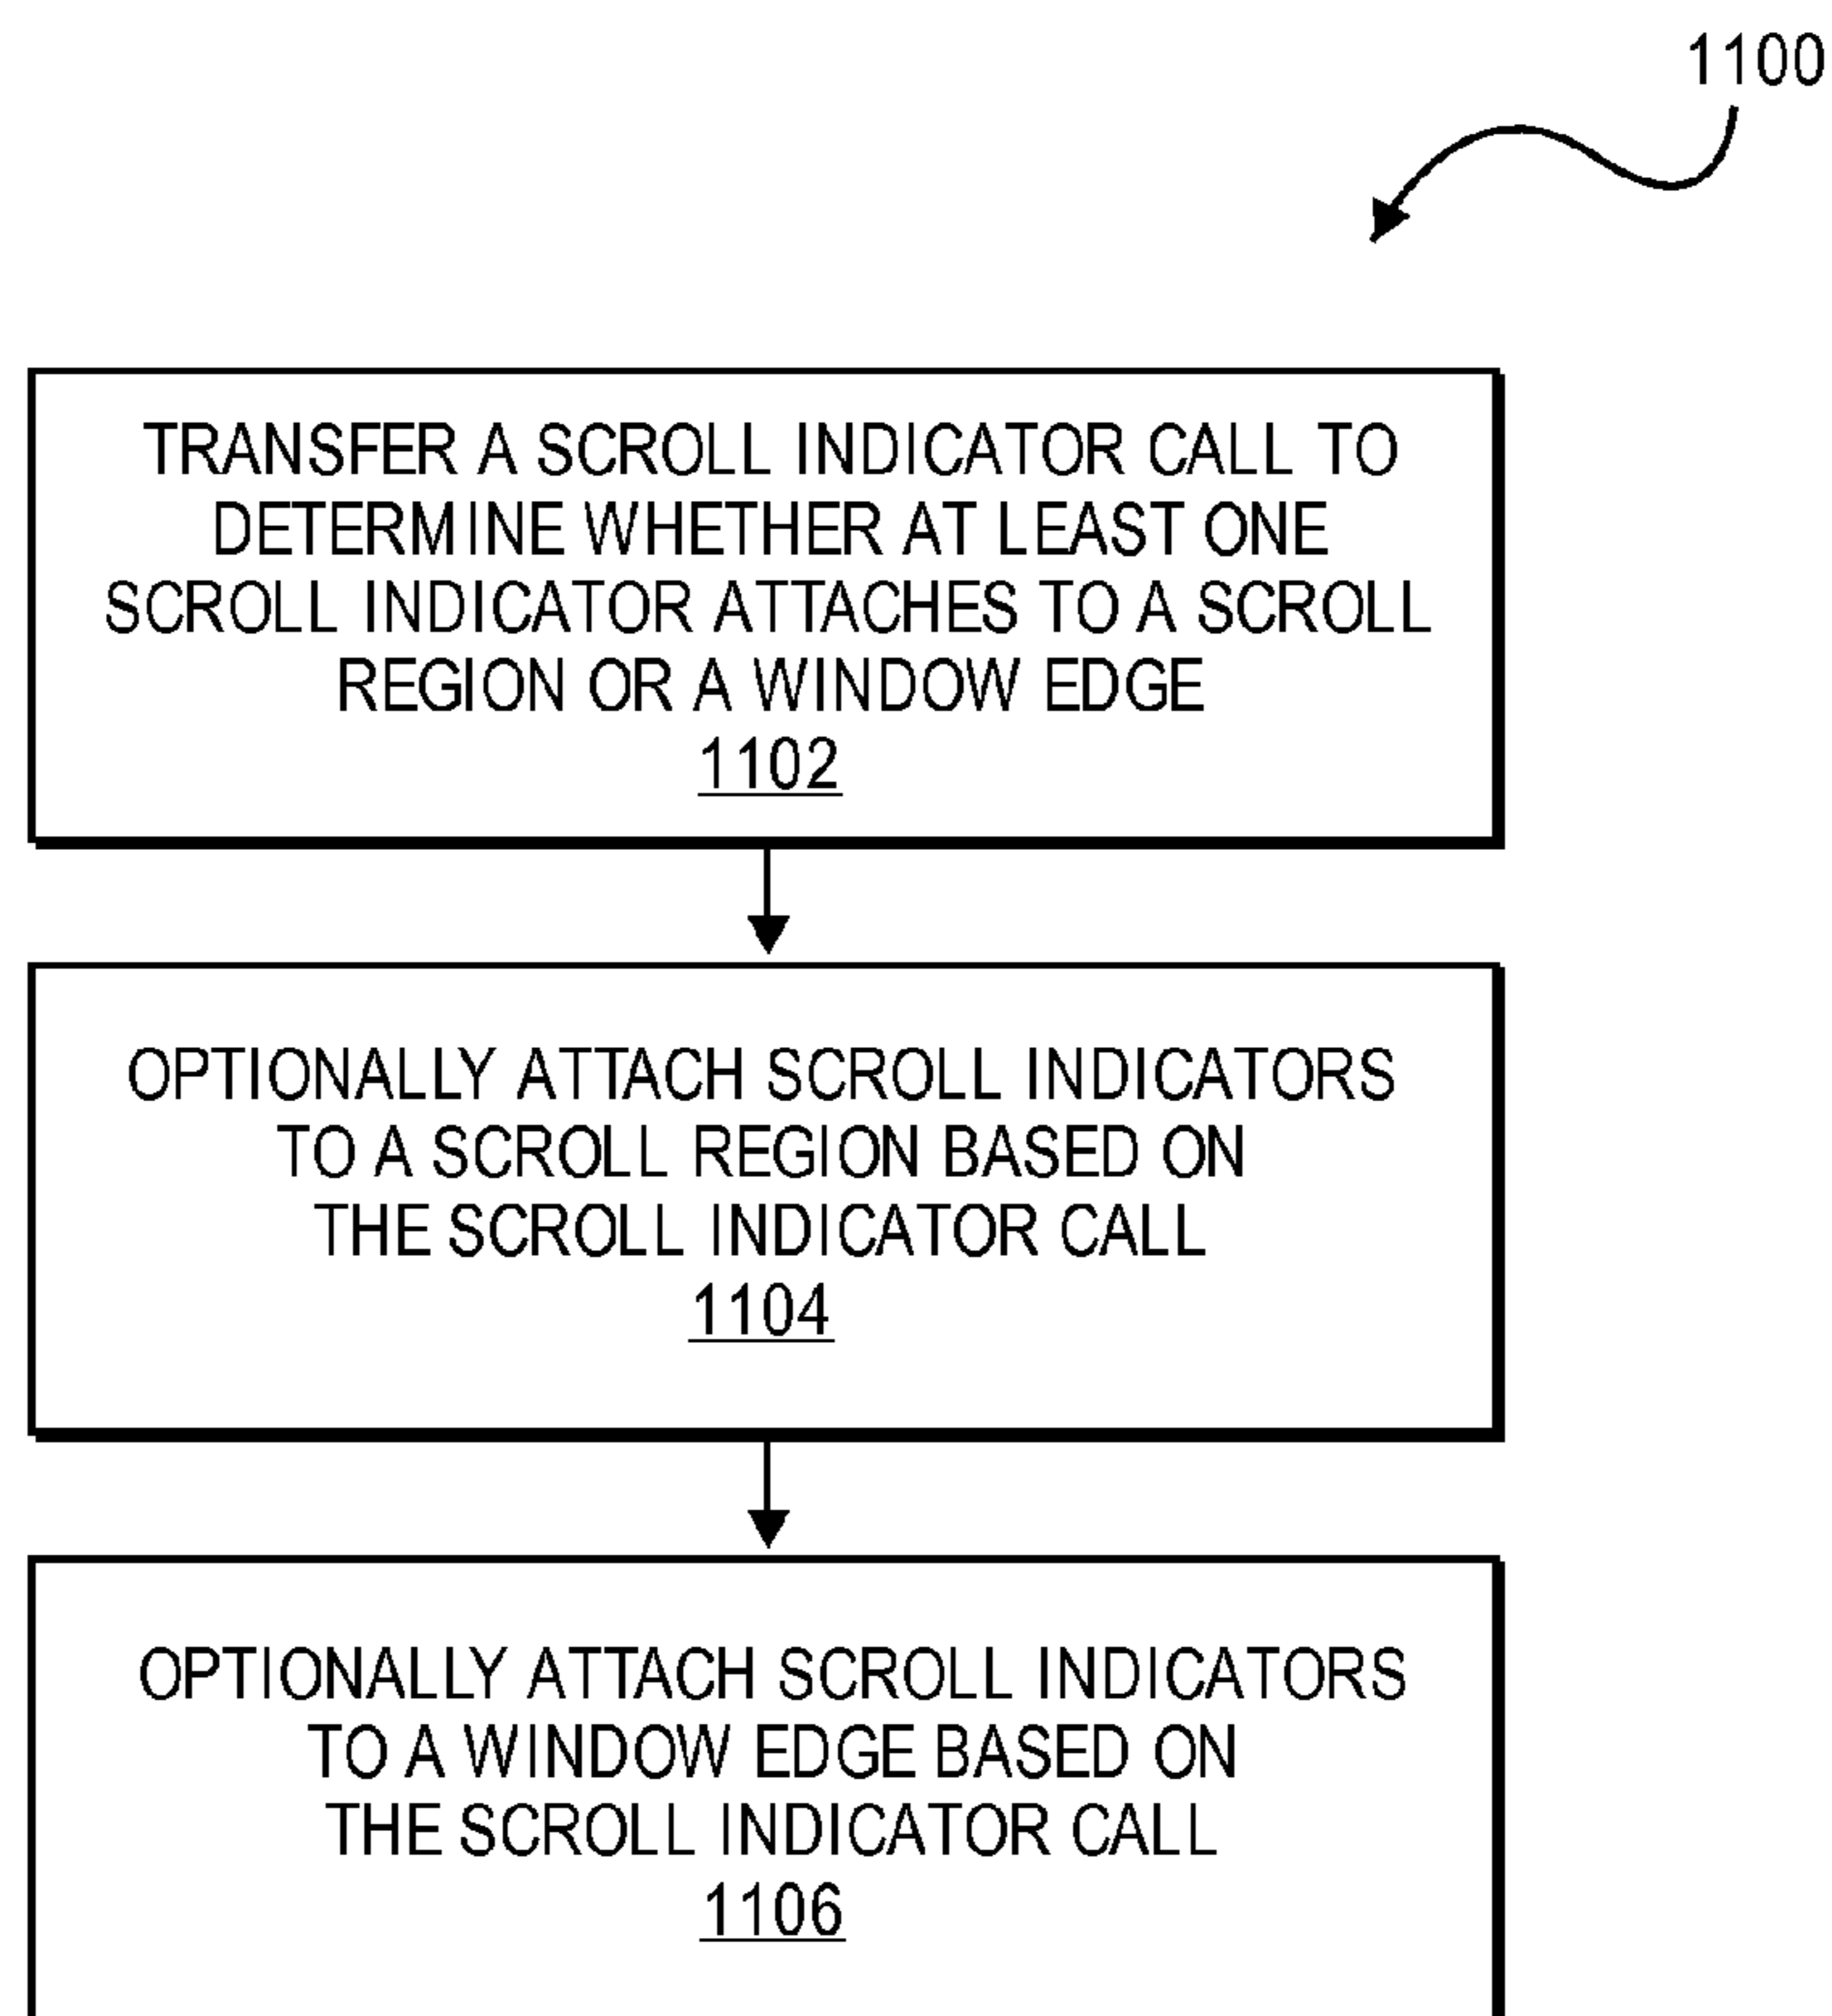 1100
TRANSFER A SCROLL INDICATOR CALL TO
DETERMINE WHETHER AT LEAST ONE
SCROLL INDICATOR ATTACHES TO A SCROLL
REGION OR A WINDOW EDGE
1102
OPTIONALLY ATTACH SCROLL INDICATORS
TO A SCROLL REGION BASED ON
THE SCROLL INDICATOR CALL
1104
OPTIONALLY ATTACH SCROLL INDICATORS
TO A WINDOW EDGE BASED ON
THE SCROLL INDICATOR CALL
1106